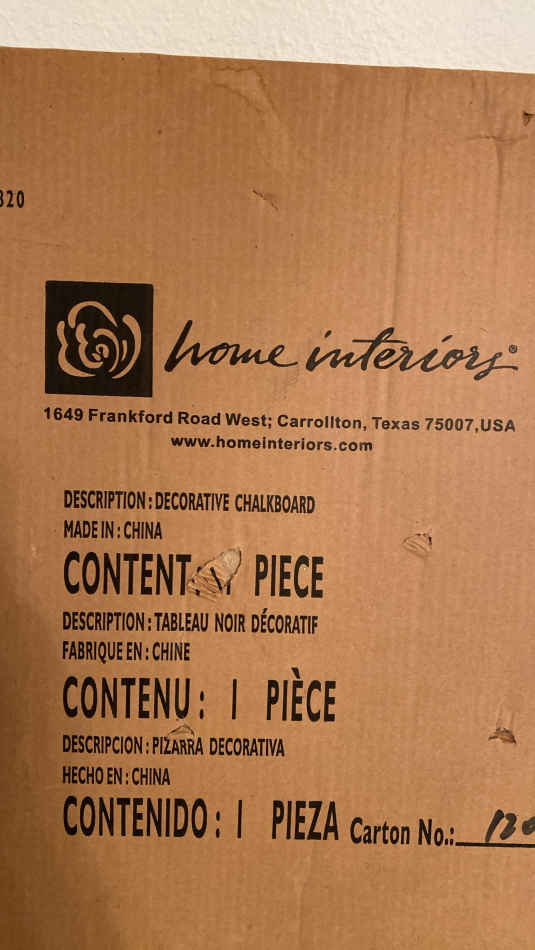 320
home interiors®
1649 Frankford Road West; Carrollton, Texas 75007,USA
www.homeinteriors.com
DESCRIPTION : DECORATIVE CHALKBOARD
MADE IN : CHINA
CONTENT PIECE
DESCRIPTION : TABLEAU NOIR DÉCORATIF
FABRIQUE EN : CHINE
CONTENU : 1 PIÈCE
DESCRIPCION : PIZARRA DECORATIVA
HECHO EN : CHINA
CONTENIDO : 1 PIEZA Carton No.: